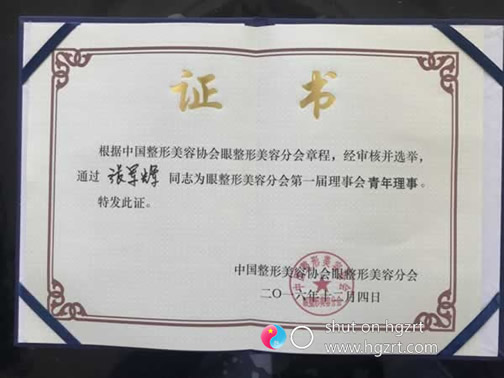 证书
根据中国整形美容协会眼整形美容分会章程，经审核并选举，
通过 张军辉 同志为眼整形美容分会第一届理事会青年理事。
特发此证。
中国整形美容协会眼整形美容分会
二〇一六年十二月四日
shut on hgzrt.com
www.hgzrt.com